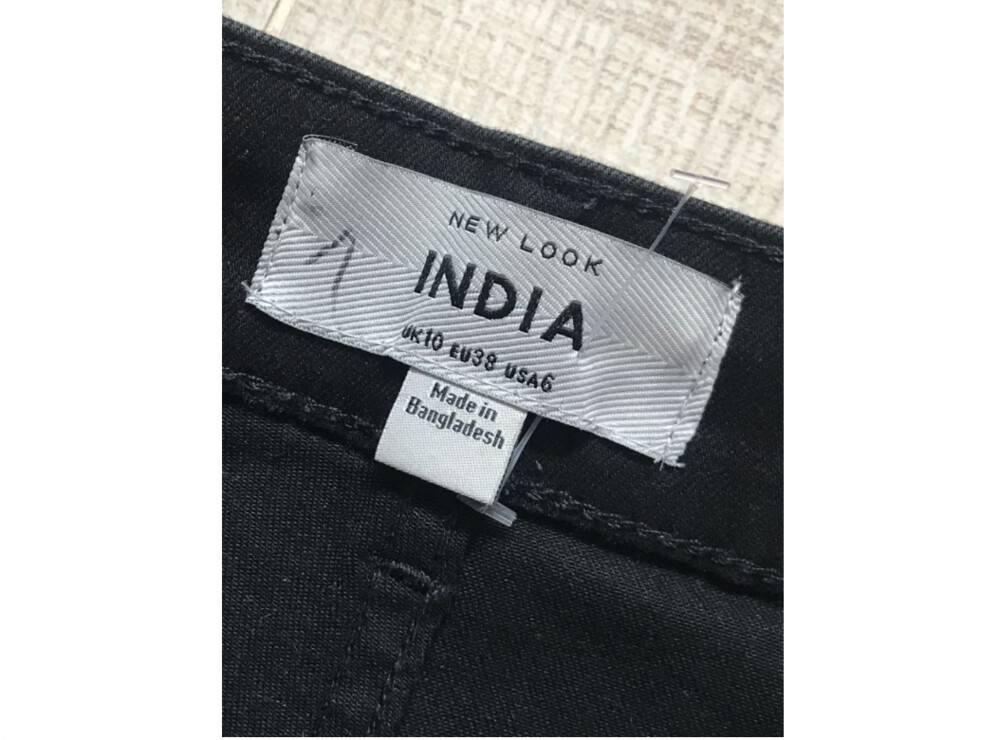 NEW LOOK
INDIA
UK10 EU38 USA6
Made in
Bangladesh